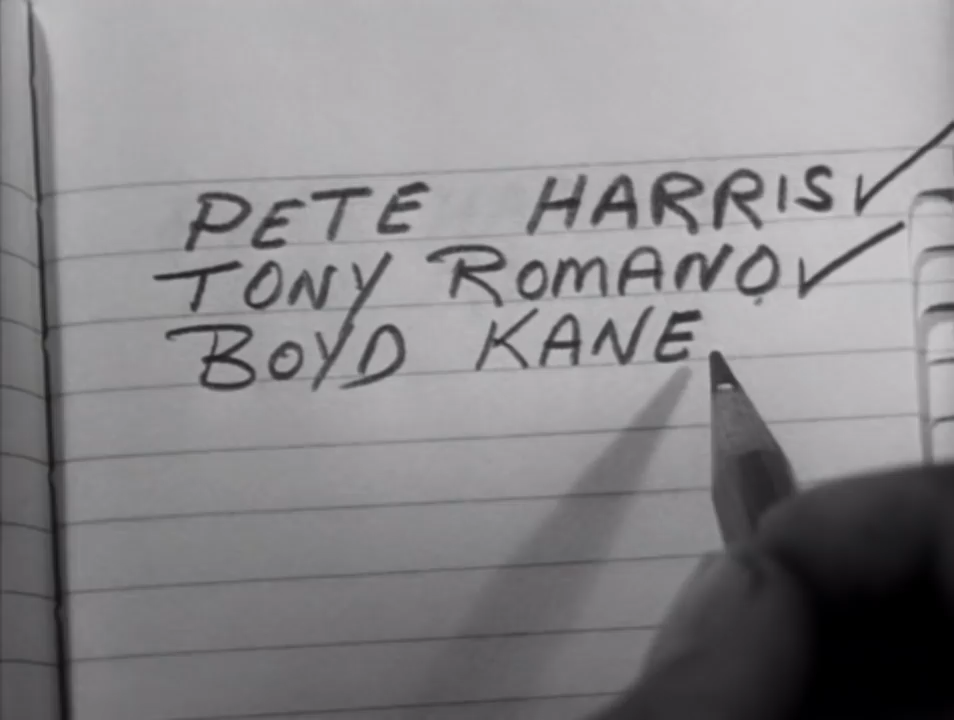 PETE HARRIS ✓
TONY ROMANO ✓
BOYD KANE